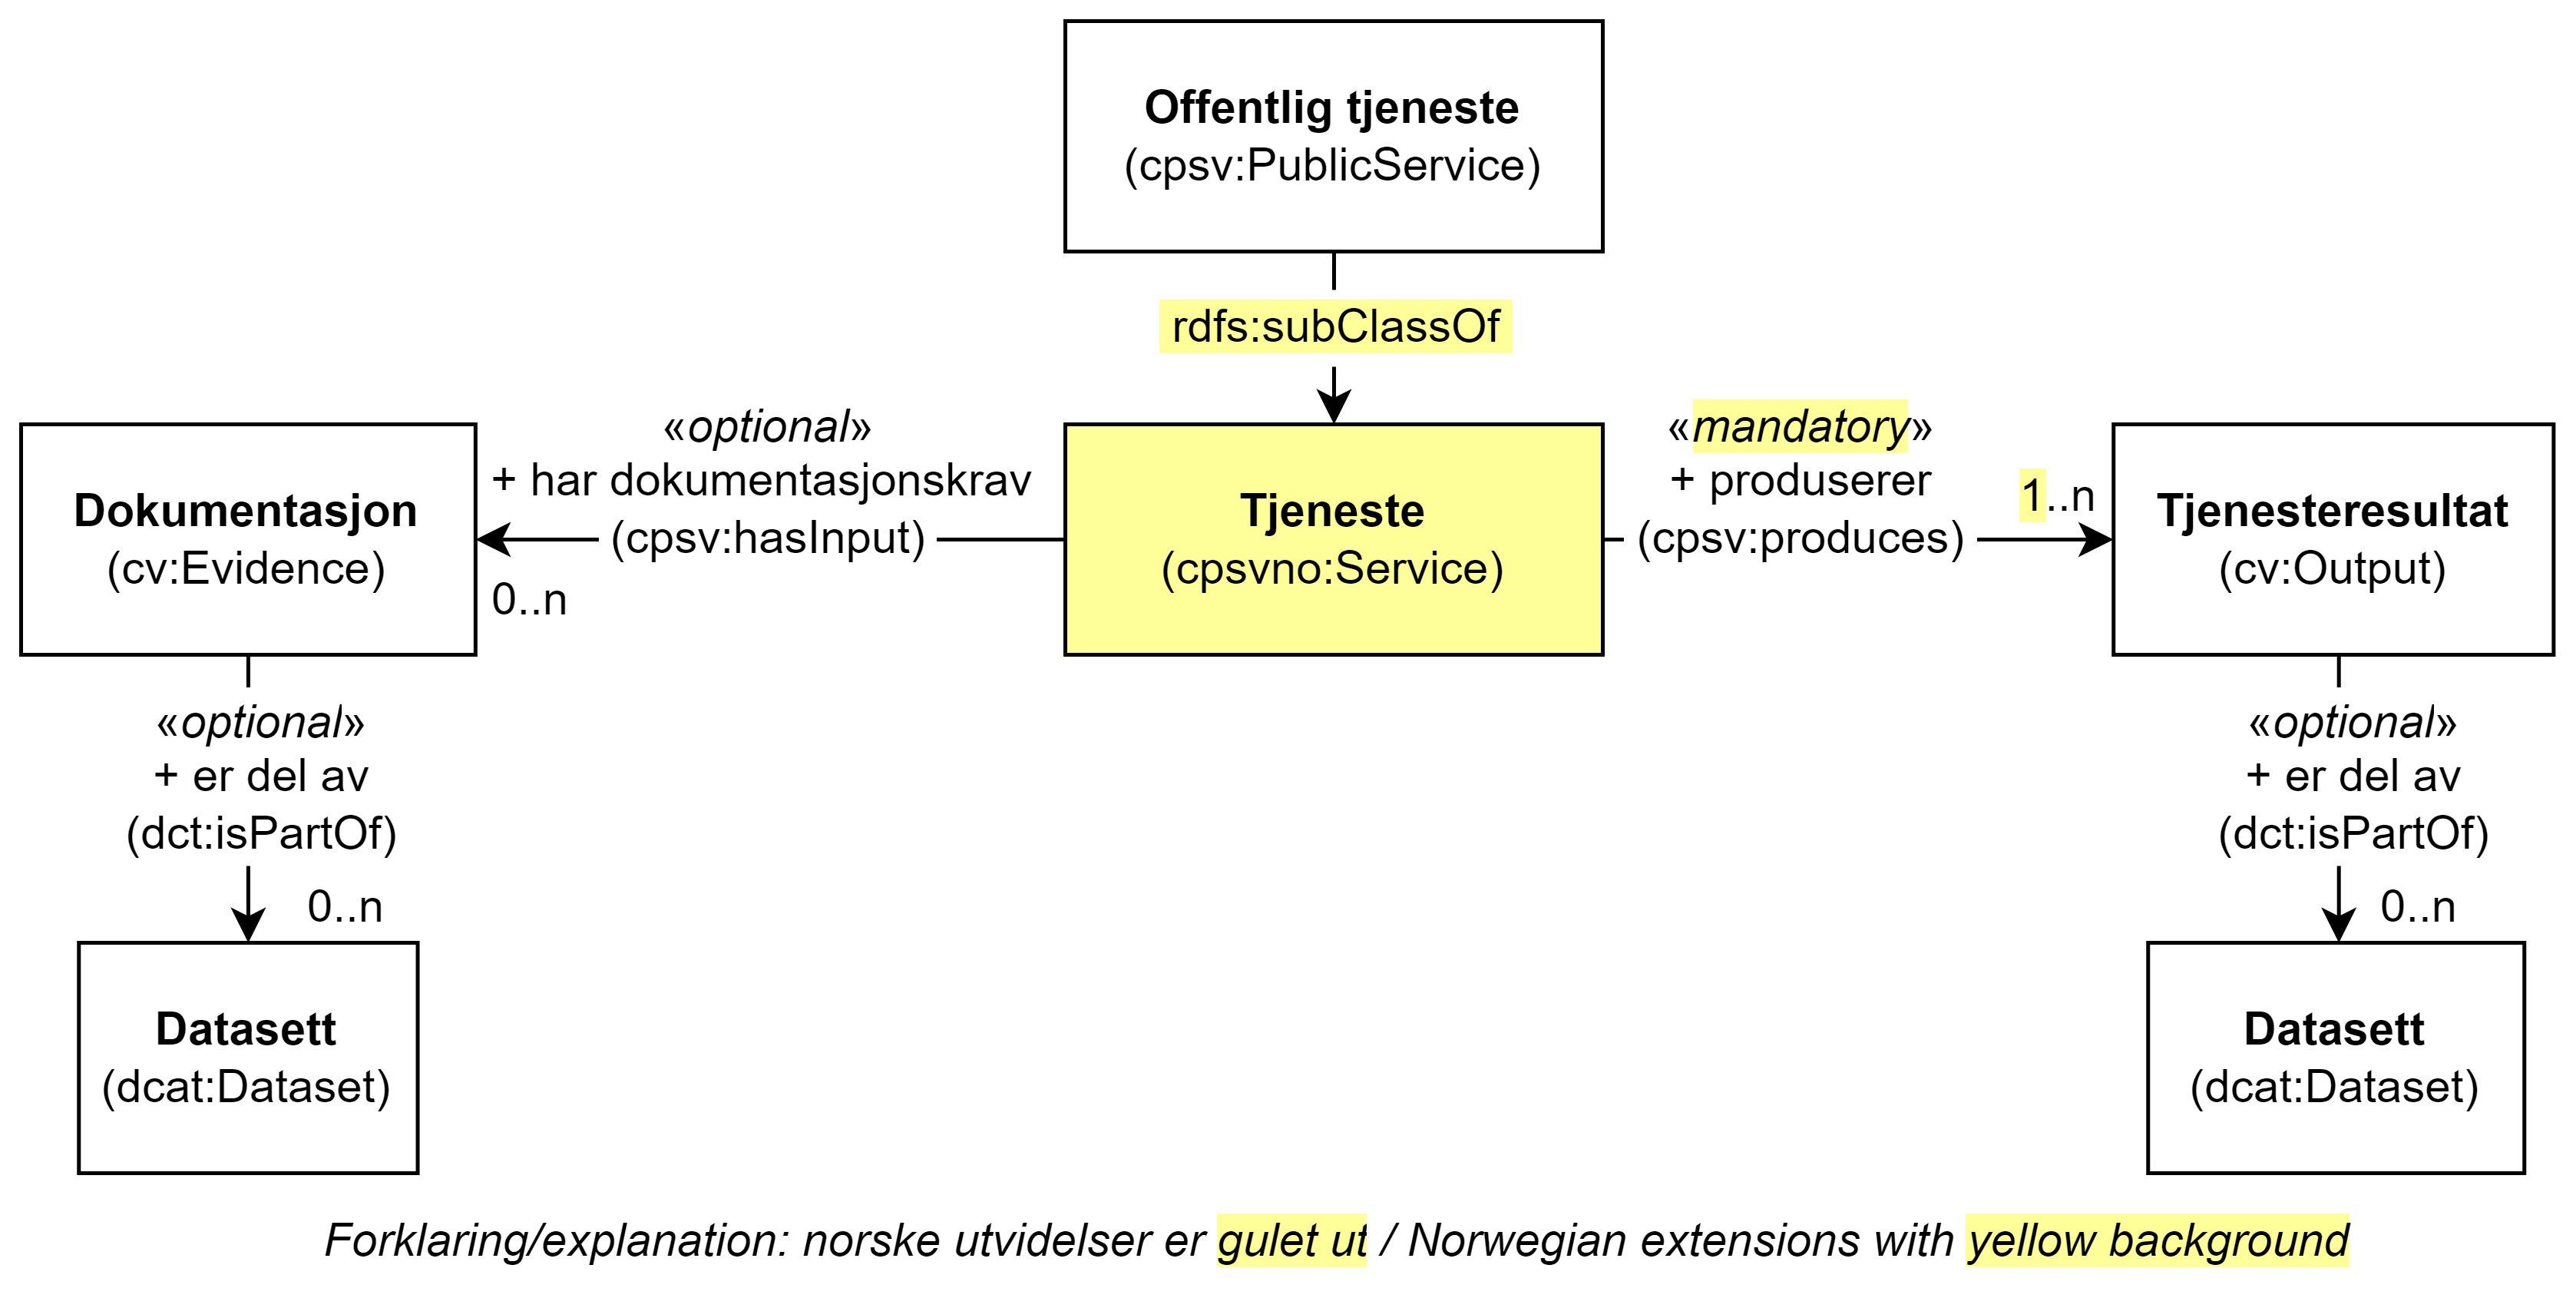 Offentlig tjeneste
(cpsv:PublicService)
rdfs:subClassOf
Dokumentasjon
(cv:Evidence)
«optional»
+ har dokumentasjonskrav
(cpsv:hasInput)
0..n
Tjeneste
(cpsvno:Service)
«mandatory»
+ produserer
(cpsv:produces)
1..n
Tjenesteresultat
(cv:Output)
«optional»
+ er del av
(dct:isPartOf)
0..n
Datasett
(dcat:Dataset)
«optional»
+ er del av
(dct:isPartOf)
0..n
Datasett
(dcat:Dataset)
Forklaring/explanation: norske utvidelser er gulet ut / Norwegian extensions with yellow background